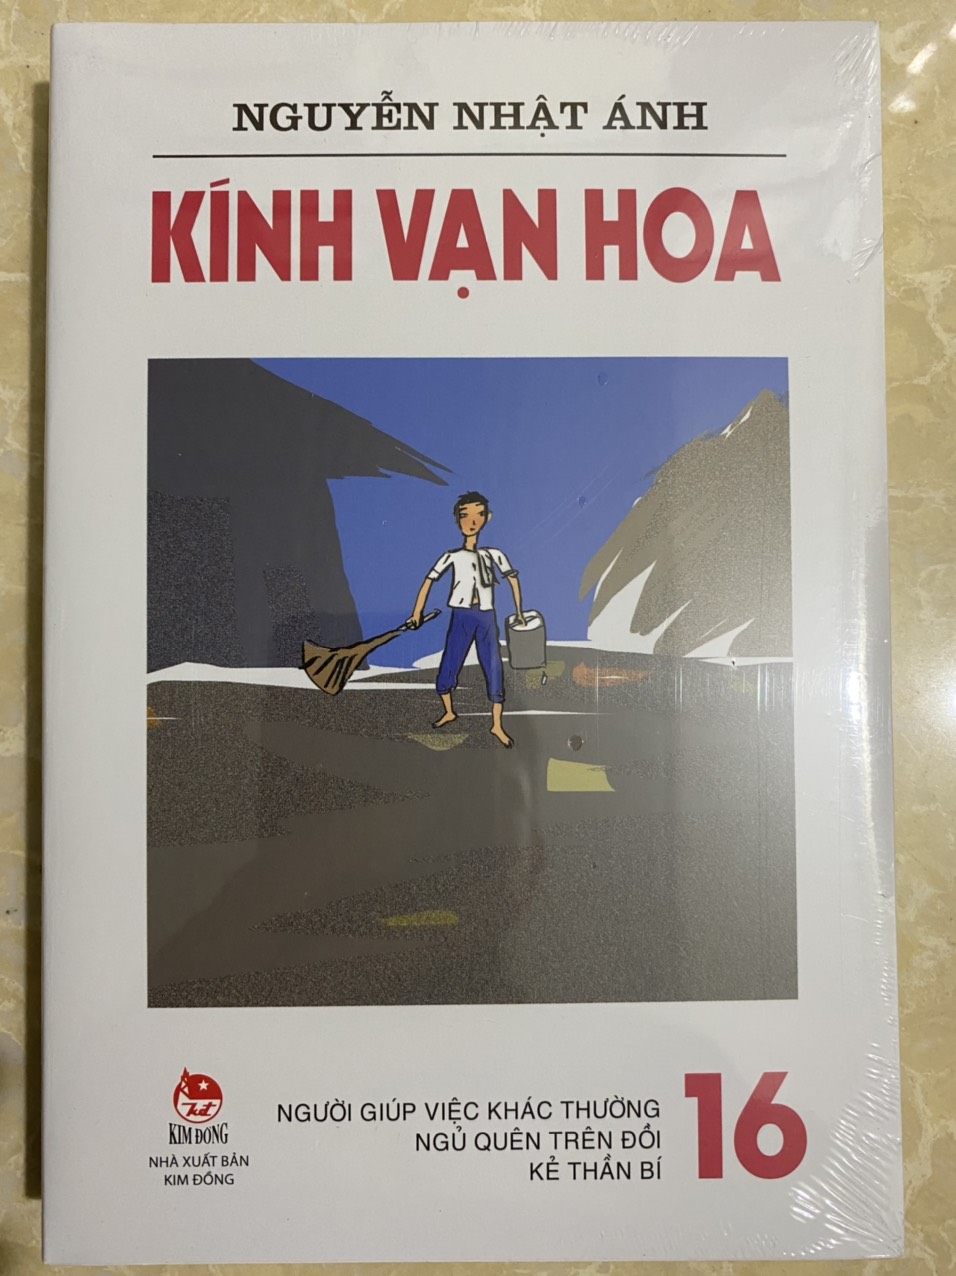 NGUYỄN NHẬT ÁNH
KÍNH VẠN HOA
NGƯỜI GIÚP VIỆC KHÁC THƯỜNG
NGỦ QUÊN TRÊN ĐỒI
KẺ THẦN BÍ
16
KIM ĐỒNG
NHÀ XUẤT BẢN
KIM ĐỒNG